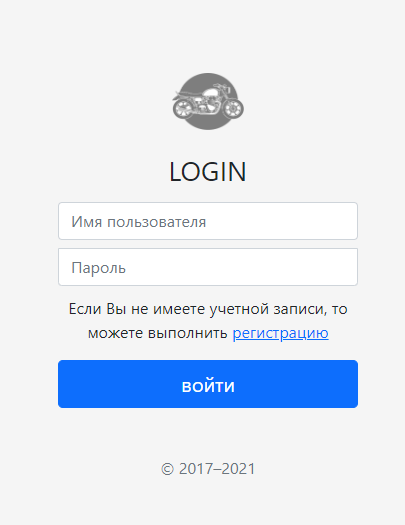 LOGIN
Имя пользователя
Пароль
Если Вы не имеете учетной записи, то
можете выполнить регистрацию
ВОЙТИ
© 2017–2021